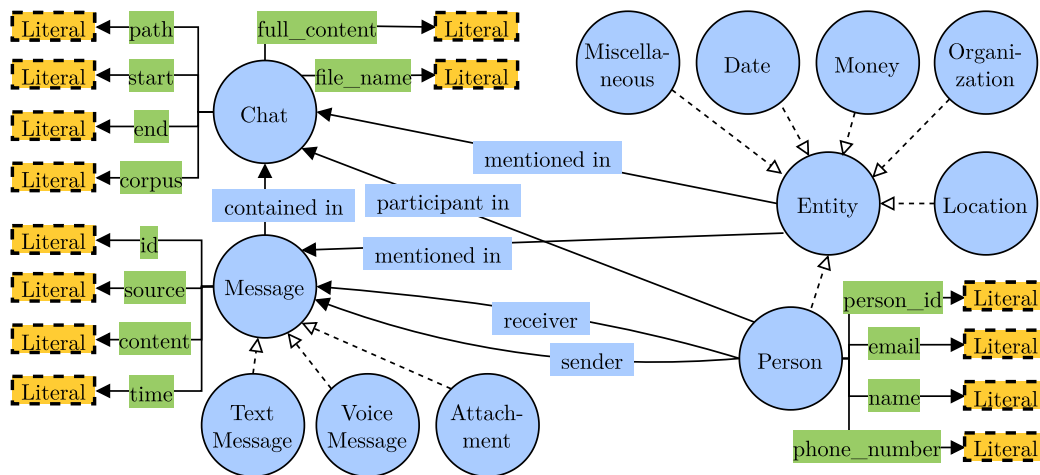 Literal
path
full_content
Literal
Literal
start
file_name
Literal
Literal
end
Literal
corpus
Chat
Miscella-
neous
Date
Money
Organi-
zation
mentioned in
participant in
contained in
mentioned in
Entity
Location
Literal
id
Literal
source
Literal
content
Literal
time
Message
receiver
sender
Person
person_id
Literal
email
Literal
name
Literal
phone_number
Literal
Text
Message
Voice
Message
Attach-
ment